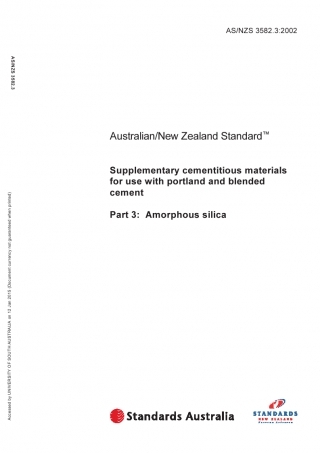 AS/NZS 3582.3:2002
AS/NZS 3582.3
Australian/New Zealand Standard™
Supplementary cementitious materials
for use with portland and blended
cement
Part 3: Amorphous silica
Accessed by UNIVERSITY OF SOUTH AUSTRALIA on 12 Jan 2015 (Document currency not guaranteed when printed)
Standards Australia
STANDARDS
NEW ZEALAND